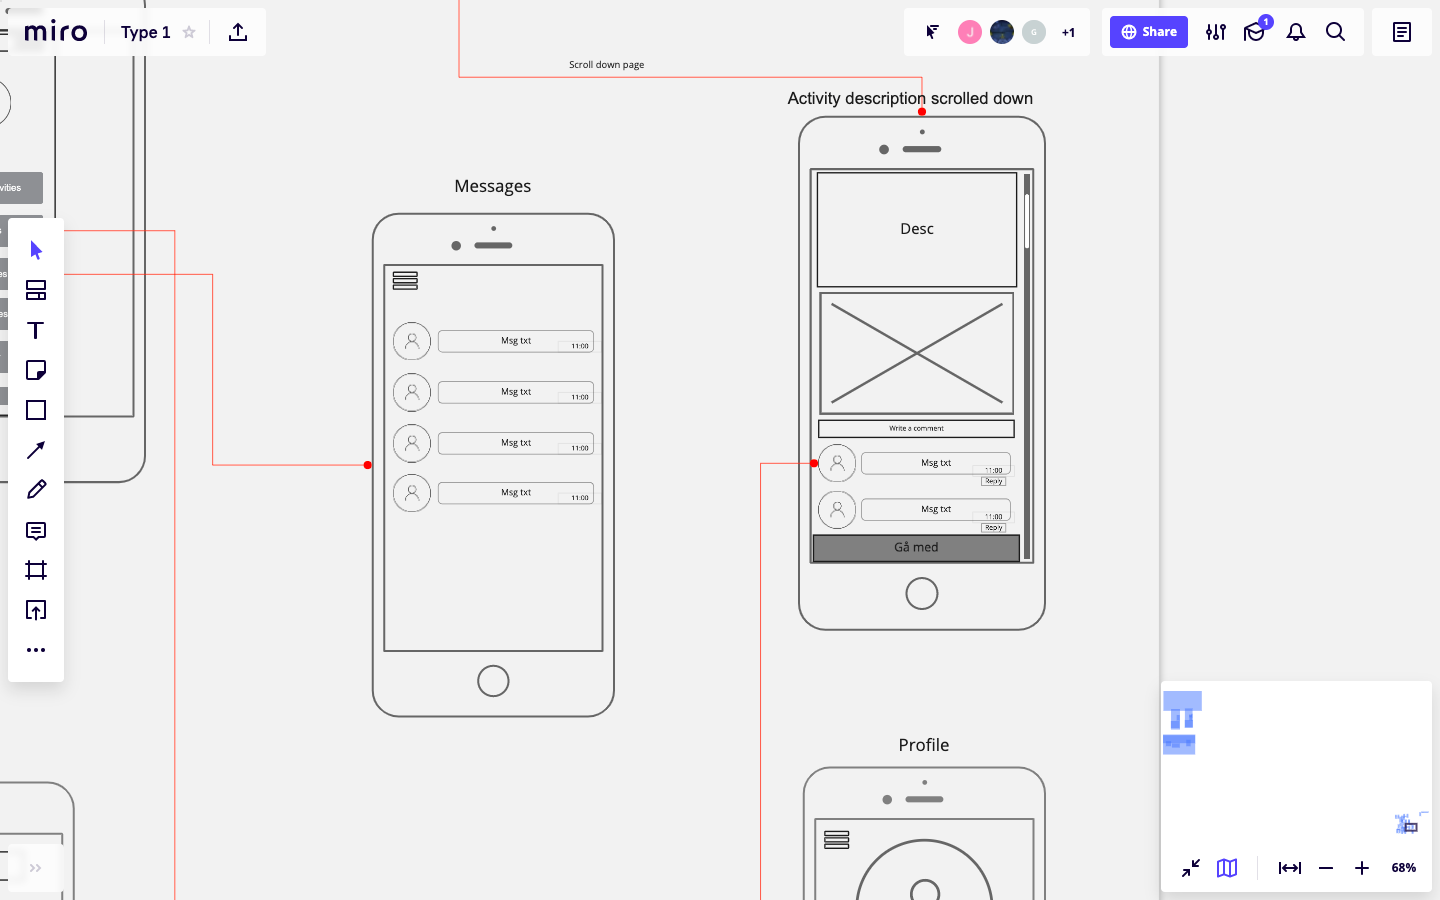 miro
Type 1
J
G
+1
Share
1
Scroll down page
Activity description scrolled down
Messages
Msg txt
11:00
Msg txt
11:00
Msg txt
11:00
Msg txt
11:00
Desc
Write a comment
Msg txt
11:00
Reply
Msg txt
11:00
Reply
Gå med
Profile
68%